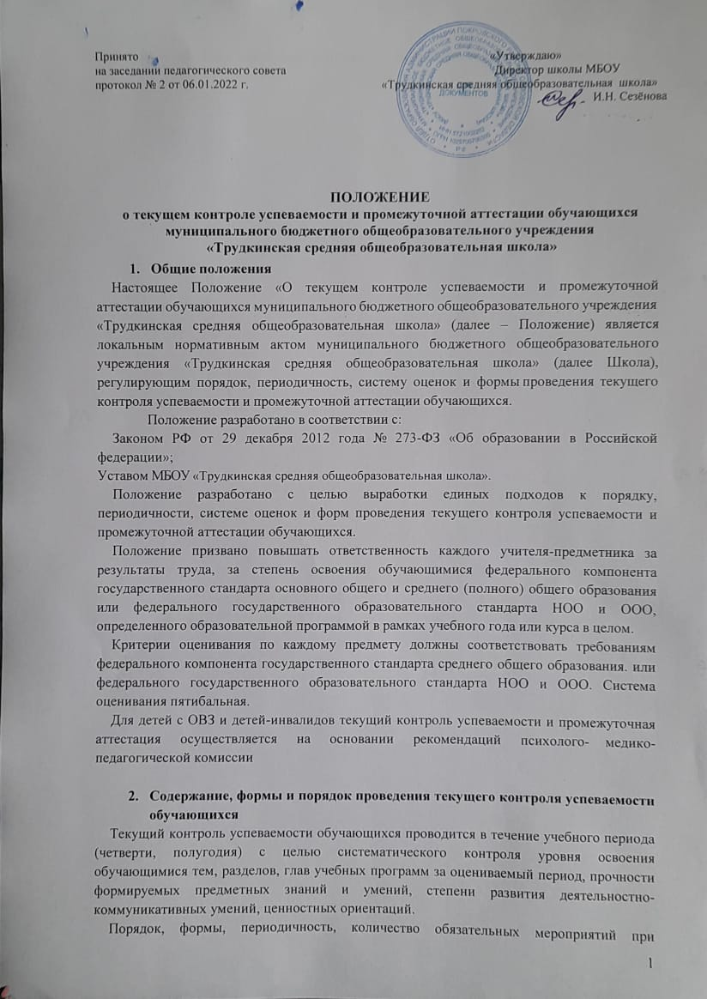 Принято
на заседании педагогического совета
протокол № 2 от 06.01.2022 г.
«Утверждаю»
Директор школы МБОУ
«Трудкинская средняя общеобразовательная школа»
И.Н. Сезёнова
ДОКУМЕНТОВ
ПОЛОЖЕНИЕ
о текущем контроле успеваемости и промежуточной аттестации обучающихся
муниципального бюджетного общеобразовательного учреждения
«Трудкинская средняя общеобразовательная школа»
1. Общие положения
Настоящее Положение «О текущем контроле успеваемости и промежуточной
аттестации обучающихся муниципального бюджетного общеобразовательного учреждения
«Трудкинская средняя общеобразовательная школа» (далее – Положение) является
локальным нормативным актом муниципального бюджетного общеобразовательного
учреждения «Трудкинская средняя общеобразовательная школа» (далее Школа),
регулирующим порядок, периодичность, систему оценок и формы проведения текущего
контроля успеваемости и промежуточной аттестации обучающихся.
Положение разработано в соответствии с:
Законом РФ от 29 декабря 2012 года № 273-ФЗ «Об образовании в Российской
федерации»;
Уставом МБОУ «Трудкинская средняя общеобразовательная школа».
Положение разработано с целью выработки единых подходов к порядку,
периодичности, системе оценок и форм проведения текущего контроля успеваемости и
промежуточной аттестации обучающихся.
Положение призвано повышать ответственность каждого учителя-предметника за
результаты труда, за степень освоения обучающимися федерального компонента
государственного стандарта основного общего и среднего (полного) общего образования
или федерального государственного образовательного стандарта НОО и ООО,
определенного образовательной программой в рамках учебного года или курса в целом.
Критерии оценивания по каждому предмету должны соответствовать требованиям
федерального компонента государственного стандарта среднего общего образования. или
федерального государственного образовательного стандарта НОО и ООО. Система
оценивания пятибальная.
Для детей с ОВЗ и детей-инвалидов текущий контроль успеваемости и промежуточная
аттестация осуществляется на основании рекомендаций психолого- медико-
педагогической комиссии
2. Содержание, формы и порядок проведения текущего контроля успеваемости
обучающихся
Текущий контроль успеваемости обучающихся проводится в течение учебного периода
(четверти, полугодия) с целью систематического контроля уровня освоения
обучающимися тем, разделов, глав учебных программ за оцениваемый период, прочности
формируемых предметных знаний и умений, степени развития деятельностно-
коммуникативных умений, ценностных ориентаций.
Порядок, формы, периодичность, количество обязательных мероприятий при
1